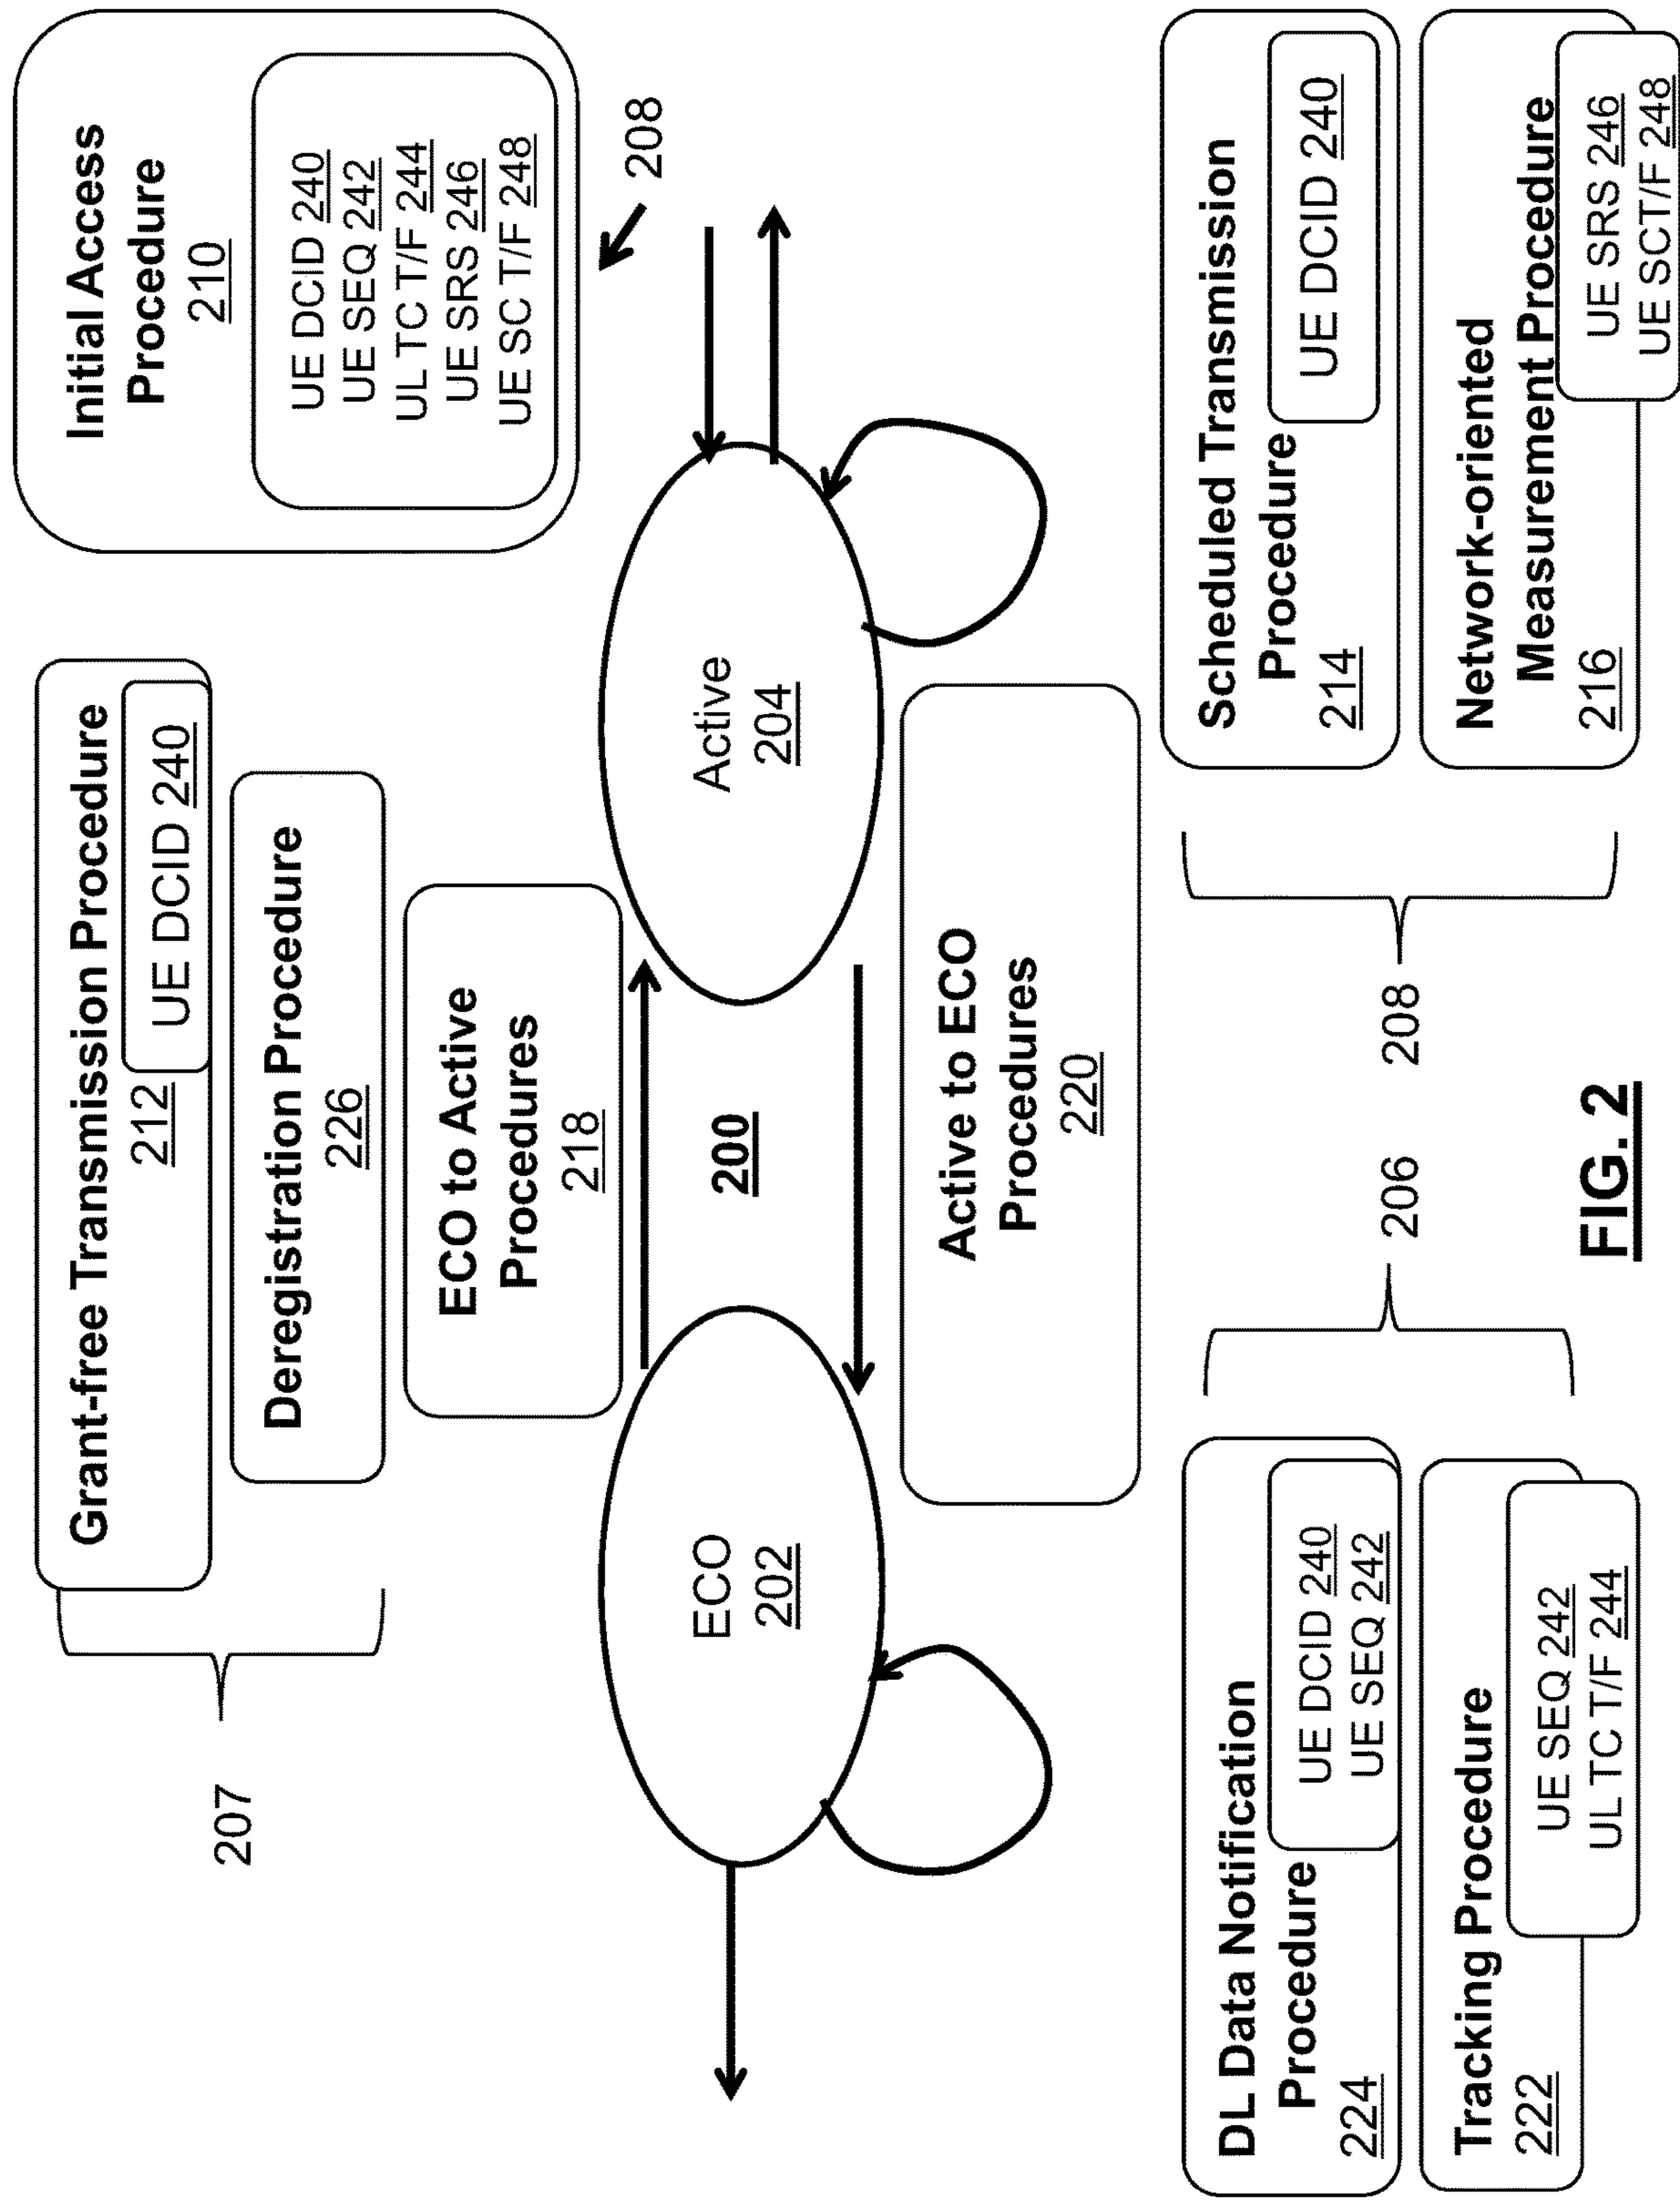 Grant-free Transmission Procedure
212
UE DCID 240
Deregistration Procedure
226
207
ECO to Active
Procedures
218
Initial Access
Procedure
210
UE DCID 240
UE SEQ 242
UL TC T/F 244
UE SRS 246
UE SC T/F 248
208
ECO
202
200
Active
204
Active to ECO
Procedures
220
DL Data Notification
Procedure
224
UE DCID 240
UE SEQ 242
Tracking Procedure
222
UE SEQ 242
UL TC T/F 244
206
208
Scheduled Transmission
Procedure
214
UE DCID 240
Network-oriented
Measurement Procedure
216
UE SRS 246
UE SCT/F 248
FIG. 2